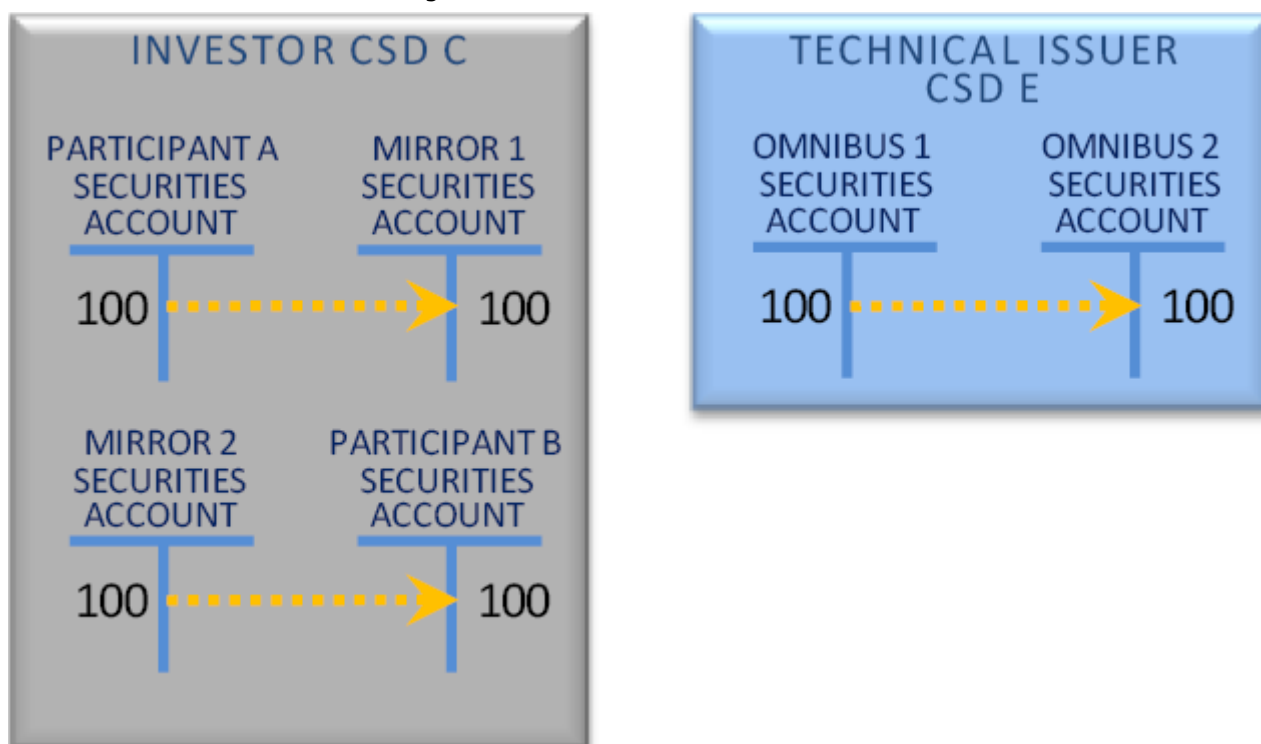 INVESTOR CSD C
PARTICIPANT A
SECURITIES
ACCOUNT
MIRROR 1
SECURITIES
ACCOUNT
100
100
MIRROR 2
SECURITIES
ACCOUNT
PARTICIPANT B
SECURITIES
ACCOUNT
100
100
TECHNICAL ISSUER
CSD E
OMNIBUS 1
SECURITIES
ACCOUNT
OMNIBUS 2
SECURITIES
ACCOUNT
100
100